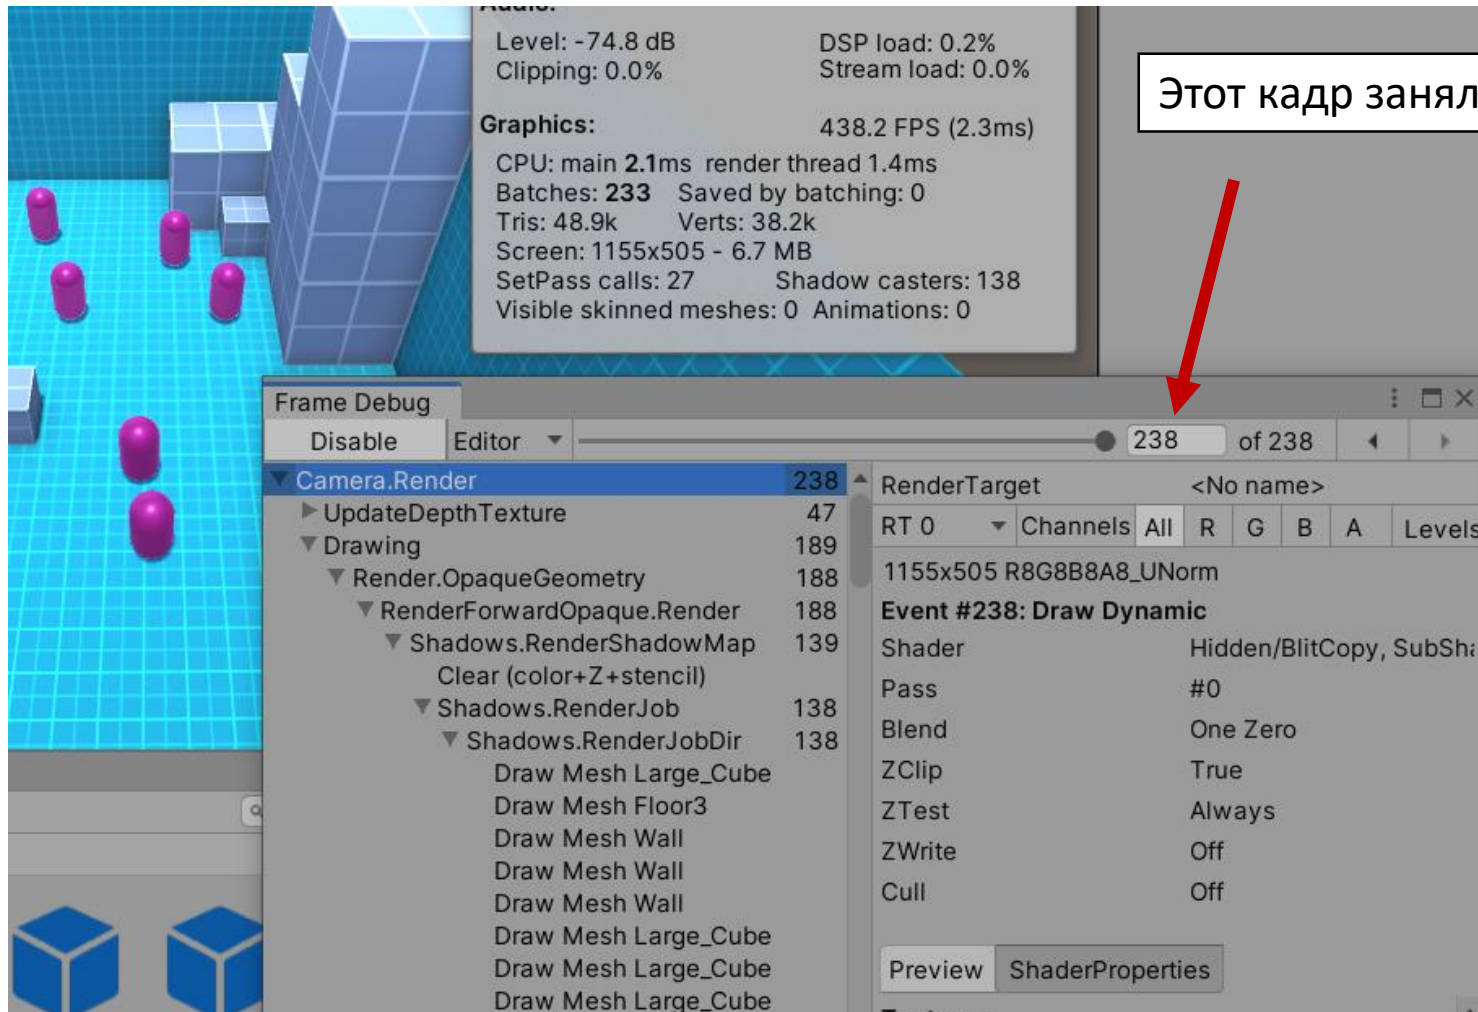 Audio:
Level: -74.8 dB DSP load: 0.2%
Clipping: 0.0% Stream load: 0.0%
Graphics: 438.2 FPS (2.3ms)
CPU: main 2.1ms render thread 1.4ms
Batches: 233 Saved by batching: 0
Tris: 48.9k Verts: 38.2k
Screen: 1155x505 - 6.7 MB
SetPass calls: 27 Shadow casters: 138
Visible skinned meshes: 0 Animations: 0
Этот кадр занял
Frame Debug
Disable Editor 238 of 238
Camera.Render 238
UpdateDepthTexture 47
Drawing 189
Render.OpaqueGeometry 188
RenderForwardOpaque.Render 188
Shadows.RenderShadowMap 139
Clear (color+Z+stencil)
Shadows.RenderJob 138
Shadows.RenderJobDir 138
Draw Mesh Large_Cube
Draw Mesh Floor3
Draw Mesh Wall
Draw Mesh Wall
Draw Mesh Wall
Draw Mesh Large_Cube
Draw Mesh Large_Cube
Draw Mesh Large_Cube
RenderTarget <No name>
RT 0 Channels All R G B A Levels
1155x505 R8G8B8A8_UNorm
Event #238: Draw Dynamic
Shader Hidden/BlitCopy, SubSha
Pass #0
Blend One Zero
ZClip True
ZTest Always
ZWrite Off
Cull Off
Preview ShaderProperties